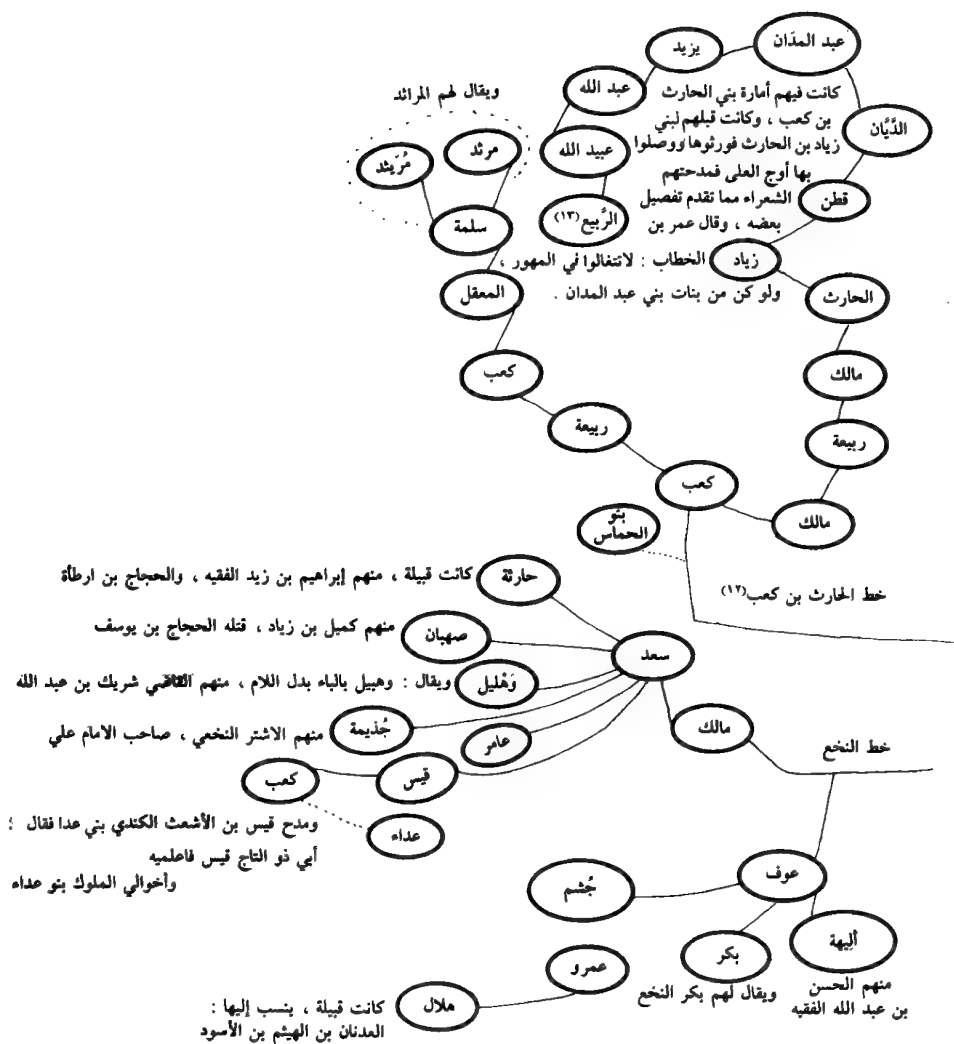 عبد المدَان
يزيد
عبد الله
عبيد الله
الرَّبيع (١٣)
الدَّيَّان
قطن
زياد
الحارث
مالك
ربيعة
مالك
كعب
كانت فيهم أمارة بني الحارث
بن كعب ، وكانت قبلهم لبني
زياد بن الحارث فورثوها ووصلوا
بها أوج العلى فمدحتهم
الشعراء مما تقدم تفصيل
بعضه ، وقال عمر بن
الخطاب : لاتتغالوا في المهور ،
ولو كن من بنات بني عبد المدان .
ويقال لهم المراثد
مرثد
مُرَيثد
سلمة
المعقل
كعب
ربيعة
بنو
الحماس
خط الحارث بن كعب (١٢)
حارثة
كانت قبيلة ، منهم إبراهيم بن زيد الفقيه ، والحجاج بن ارطأة
صهبان
منهم كميل بن زياد ، قتله الحجاج بن يوسف
سعد
وَهْليل
ويقال : وهبيل بالباء بدل اللام ، منهم القاضي شريك بن عبد الله
جُذيمة
منهم الاشتر النخعي ، صاحب الامام علي
عامر
مالك
خط النخع
قيس
كعب
عداء
ومدح قيس بن الأشعث الكندي بني عدا فقال :
أبي ذو التاج قيس فاعلميه
وأخوالي الملوك بنو عداء
عوف
جُشم
أليهة
منهم الحسن
بن عبد الله الفقيه
بكر
ويقال لهم بكر النخع
عمرو
هلال
كانت قبيلة ، ينسب إليها :
العدنان بن الهيثم بن الأسود